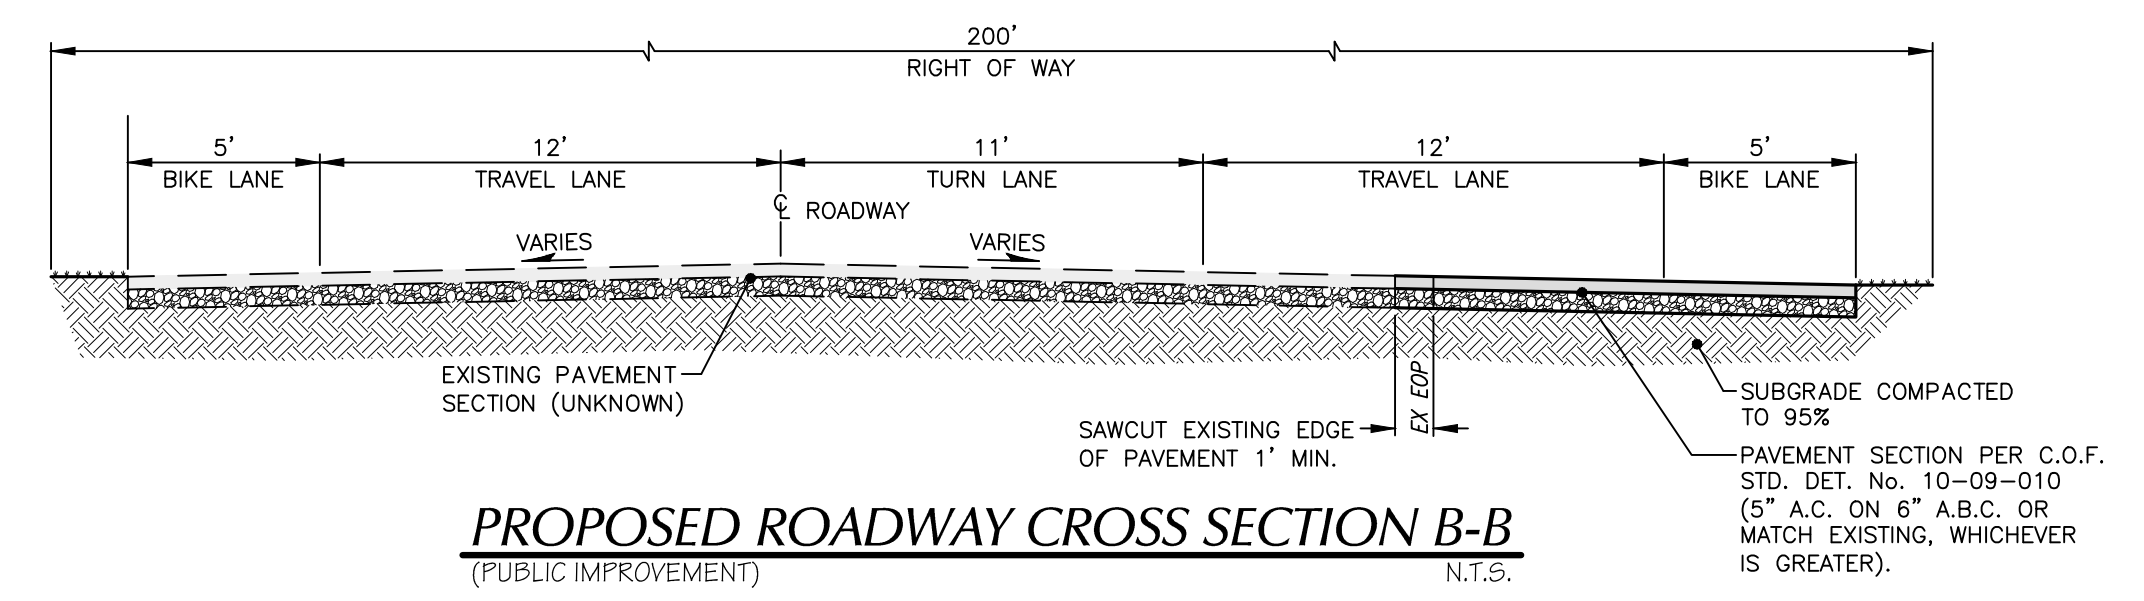 200'
RIGHT OF WAY
5'
BIKE LANE
12'
TRAVEL LANE
11'
TURN LANE
12'
TRAVEL LANE
5'
BIKE LANE
℄ ROADWAY
VARIES
VARIES
EXISTING PAVEMENT
SECTION (UNKNOWN)
EX EOP
SAWCUT EXISTING EDGE
OF PAVEMENT 1' MIN.
SUBGRADE COMPACTED
TO 95%
PAVEMENT SECTION PER C.O.F.
STD. DET. No. 10-09-010
(5" A.C. ON 6" A.B.C. OR
MATCH EXISTING, WHICHEVER
IS GREATER).
PROPOSED ROADWAY CROSS SECTION B-B
(PUBLIC IMPROVEMENT)
N.T.S.